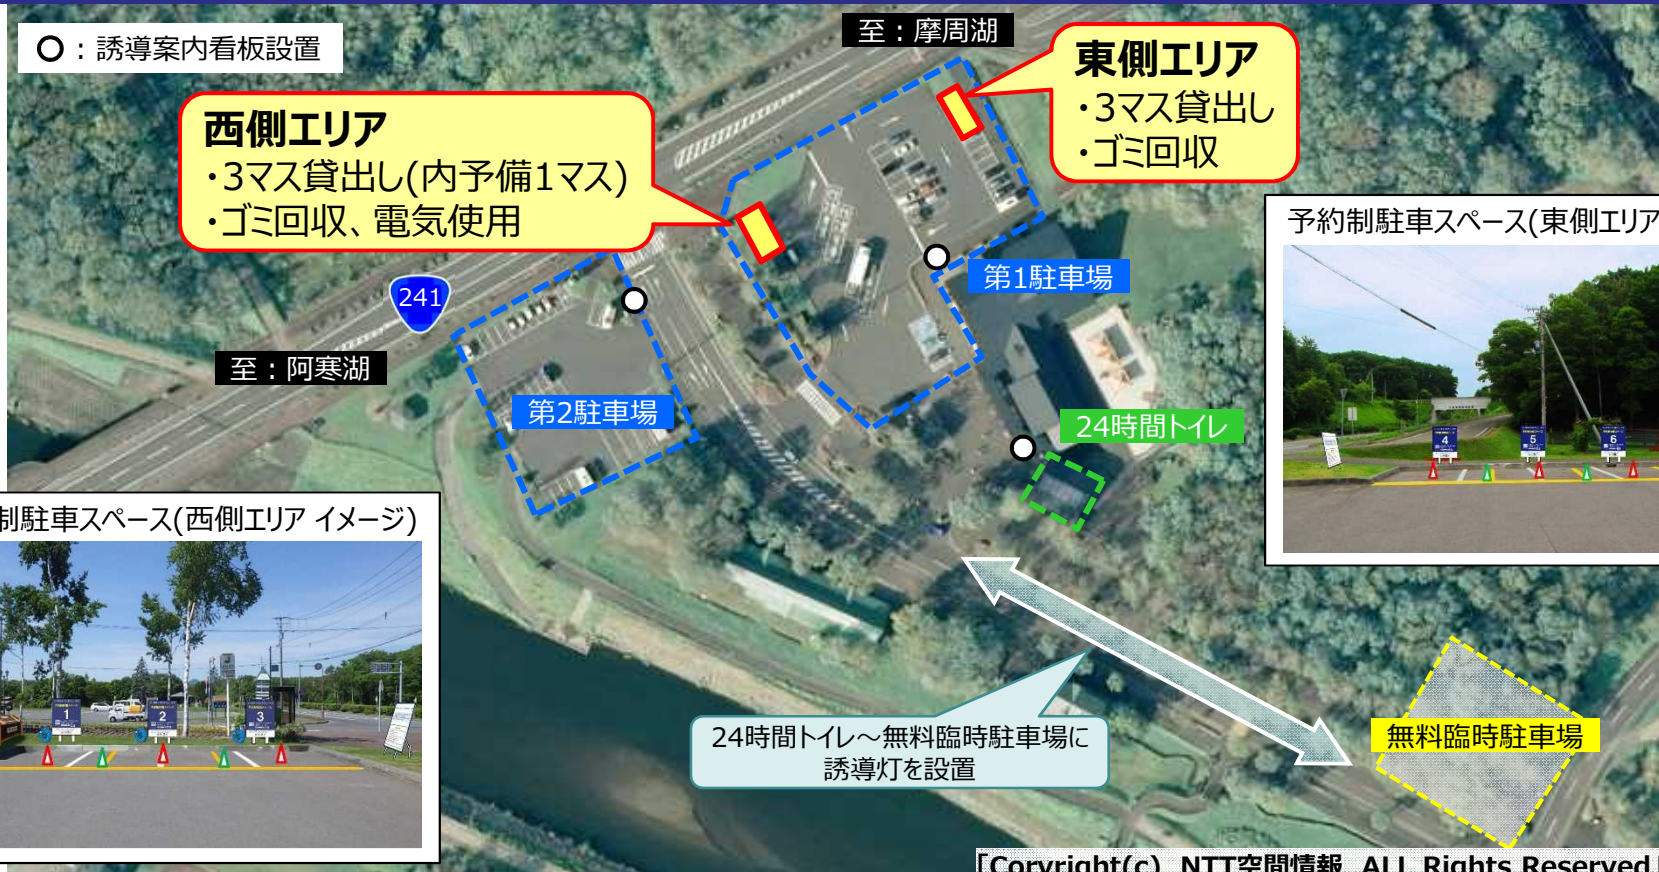 ○：誘導案内看板設置
至：摩周湖
東側エリア
・3マス貸出し
・ゴミ回収
西側エリア
・3マス貸出し(内予備1マス)
・ゴミ回収、電気使用
予約制駐車スペース(東側エリア
4
5
6
第1駐車場
241
至：阿寒湖
第2駐車場
24時間トイレ
制駐車スペース(西側エリア イメージ)
1
2
3
24時間トイレ～無料臨時駐車場に
誘導灯を設置
無料臨時駐車場
「Coryright(c) NTT空間情報 ALL Rights Reserved